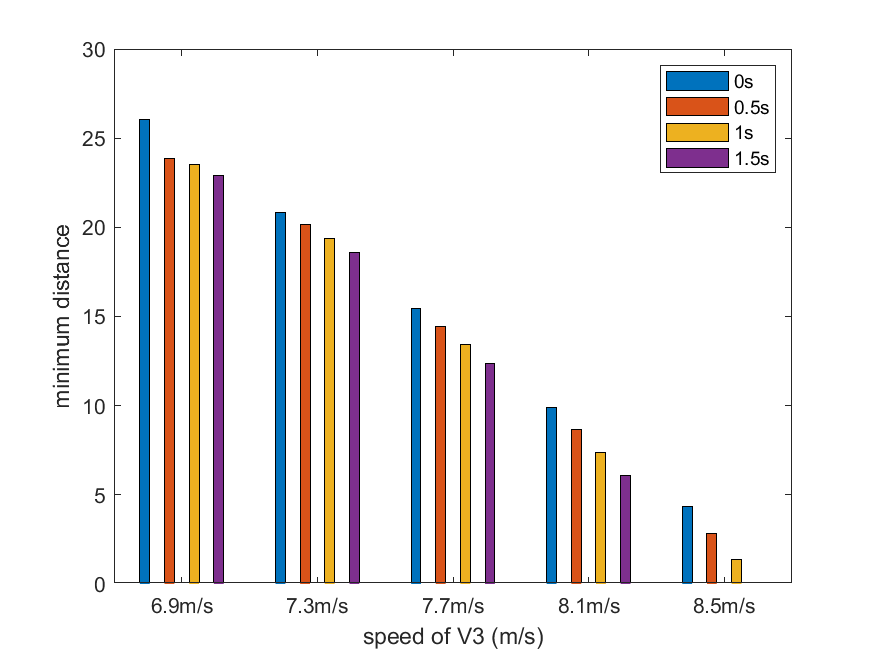 30
25
20
15
10
5
0
minimum distance
0s
0.5s
1s
1.5s
6.9m/s 7.3m/s 7.7m/s 8.1m/s 8.5m/s
speed of V3 (m/s)